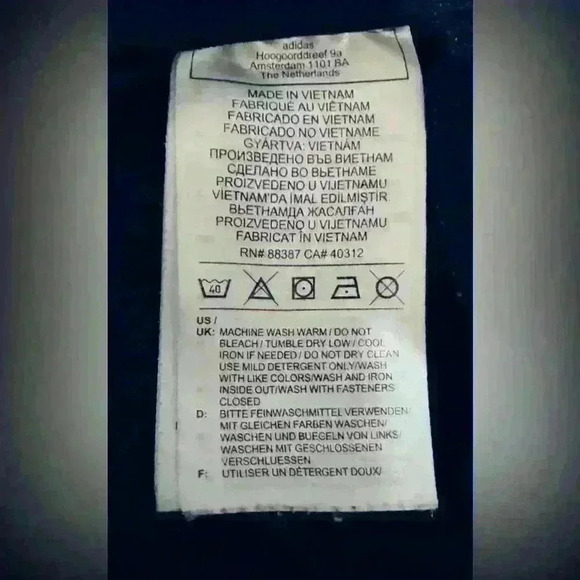 adidas
Hoogoorddreef 9a
Amsterdam 1101 BA
The Netherlands
MADE IN VIETNAM
FABRIQUÉ AU VIÊTNAM
FABRICADO EN VIETNAM
FABRICADO NO VIETNAME
GYÁRTVA: VIETNÁM
ПРОИЗВЕДЕНО ВЪВ ВИЕТНАМ
СДЕЛАНО ВО ВЬЕТНАМЕ
PROIZVEDENO U VIJETNAMU
VİETNAM'DA İMAL EDİLMİŞTİR
ВЬЕТНАМДА ЖАСАЛҒАН
PROIZVEDENO U VIJETNAMU
FABRICAT ÎN VIETNAM
RN# 88387 CA# 40312
40
US /
UK: MACHINE WASH WARM / DO NOT
BLEACH / TUMBLE DRY LOW / COOL
IRON IF NEEDED / DO NOT DRY CLEAN
USE MILD DETERGENT ONLY/WASH
WITH LIKE COLORS/WASH AND IRON
INSIDE OUT/WASH WITH FASTENERS
CLOSED
D: BITTE FEINWASCHMITTEL VERWENDEN/
MIT GLEICHEN FARBEN WASCHEN/
WASCHEN UND BUEGELN VON LINKS/
WASCHEN MIT GESCHLOSSENEN
VERSCHLUESSEN
F: UTILISER UN DÉTERGENT DOUX/